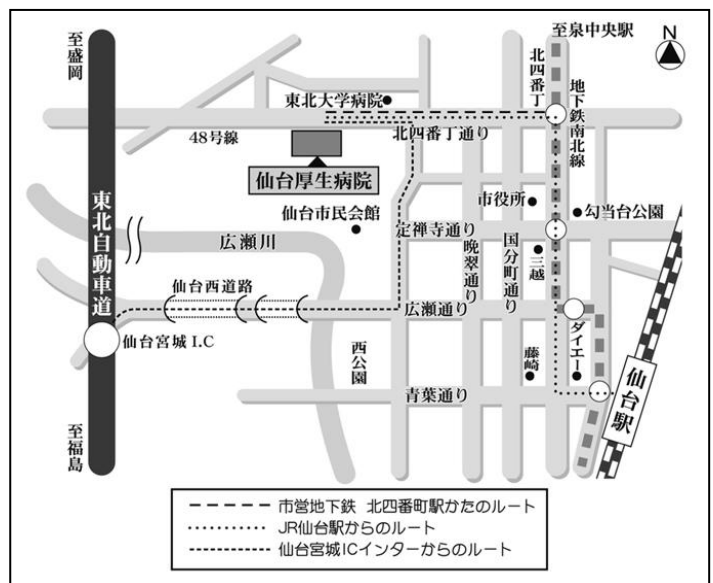 至泉中央駅
N
至盛岡
北四番丁
地下鉄南北線
東北大学病院
48号線
北四番丁通り
仙台厚生病院
市役所
勾当台公園
仙台市民会館
定禅寺通り
広瀬川
東北自動車道
晩翠通り
国分町通り
三越
仙台西道路
広瀬通り
仙台宮城 I.C
西公園
藤崎
ダイエー
仙台駅
青葉通り
至福島
市営地下鉄 北四番町駅かたのルート
JR仙台駅からのルート
仙台宮城ICインターからのルート